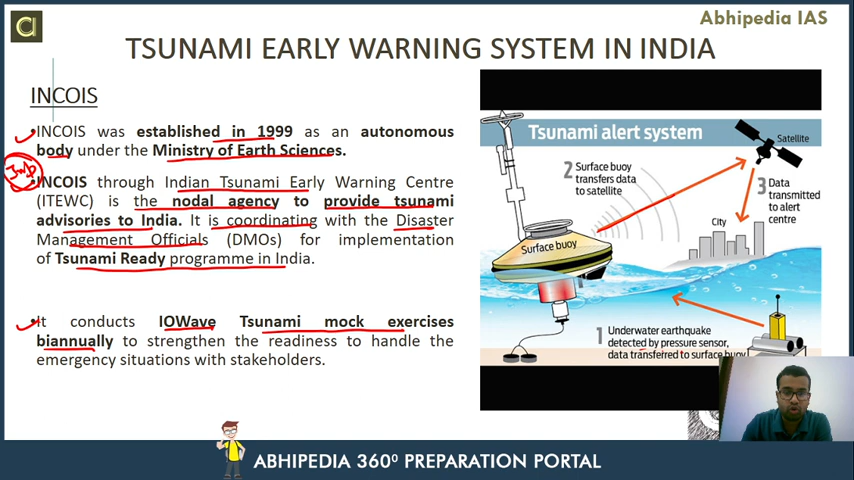 Abhipedia IAS
TSUNAMI EARLY WARNING SYSTEM IN INDIA
INCOIS
•INCOIS was established in 1999 as an autonomous
body under the Ministry of Earth Sciences.
Imp
•INCOIS through Indian Tsunami Early Warning Centre
(ITEWC) is the nodal agency to provide tsunami
advisories to India. It is coordinating with the Disaster
Management Officials (DMOs) for implementation
of Tsunami Ready programme in India.
•It conducts IOWave Tsunami mock exercises
biannually to strengthen the readiness to handle the
emergency situations with stakeholders.
Tsunami alert system
Satellite
2 Surface buoy
transfers data
to satellite
3 Data
transmitted
to alert
centre
City
Surface buoy
1 Underwater earthquake
detected by pressure sensor,
data transferred to surface buoy
ABHIPEDIA 360⁰ PREPARATION PORTAL